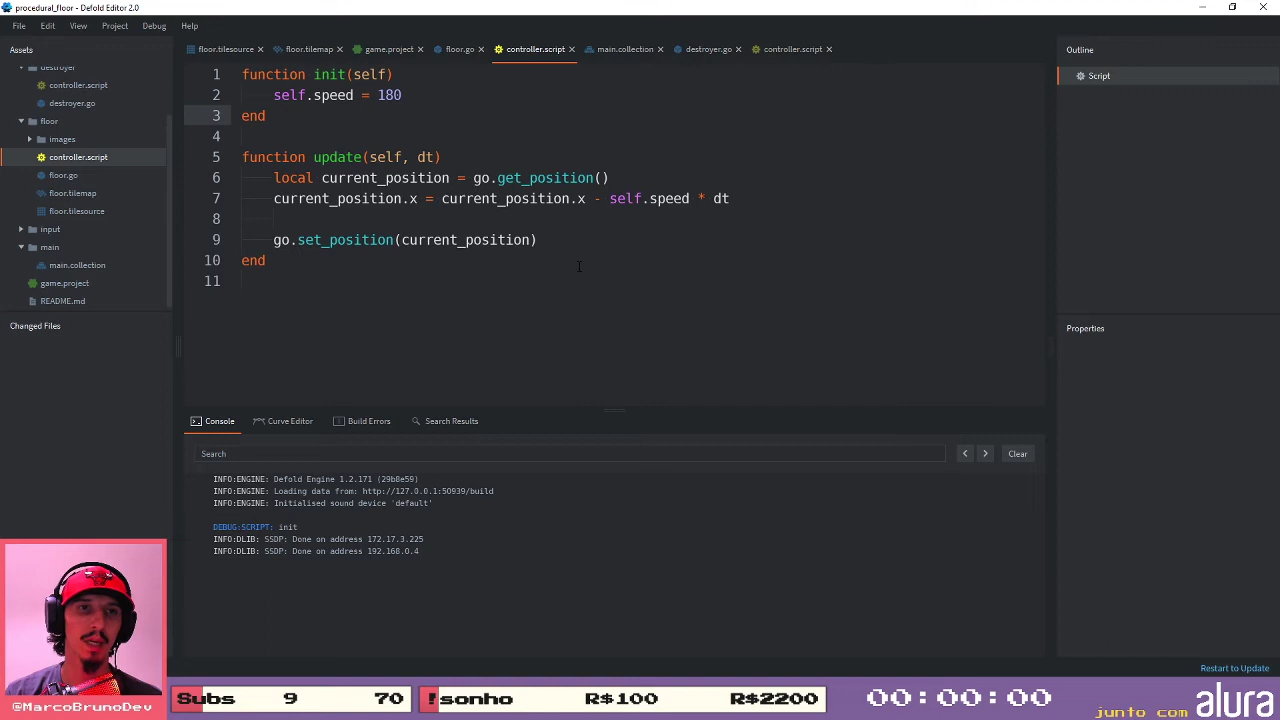 procedural_floor - Defold Editor 2.0
File Edit View Project Debug Help
Assets
destroyer
controller.script
destroyer.go
floor
images
controller.script
floor.go
floor.tilemap
floor.tilesource
input
main
main.collection
game.project
README.md
Changed Files
floor.tilesource floor.tilemap game.project floor.go controller.script main.collection destroyer.go controller.script
1 function init(self)
2 self.speed = 180
3 end
4
5 function update(self, dt)
6 local current_position = go.get_position()
7 current_position.x = current_position.x - self.speed * dt
8
9 go.set_position(current_position)
10 end
11
Console Curve Editor Build Errors Search Results
Search
Clear
INFO:ENGINE: Defold Engine 1.2.171 (29b8e59)
INFO:ENGINE: Loading data from: http://127.0.0.1:50939/build
INFO:ENGINE: Initialised sound device 'default'
DEBUG:SCRIPT: init
INFO:DLIB: SSDP: Done on address 172.17.3.225
INFO:DLIB: SSDP: Done on address 192.168.0.4
Outline
Script
Properties
Restart to Update
@MarcoBrunoDev
Subs 9 70
!sonho R$100 R$2200
00:00:00
junto com alura